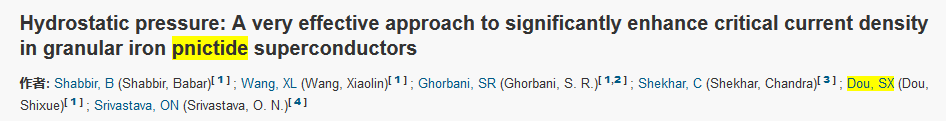 Hydrostatic pressure: A very effective approach to significantly enhance critical current density
in granular iron pnictide superconductors
作者: Shabbir, B (Shabbir, Babar)[ 1 ] ; Wang, XL (Wang, Xiaolin)[ 1 ] ; Ghorbani, SR (Ghorbani, S. R.)[ 1,2 ] ; Shekhar, C (Shekhar, Chandra)[ 3 ] ; Dou, SX (Dou,
Shixue)[ 1 ] ; Srivastava, ON (Srivastava, O. N.)[ 4 ]